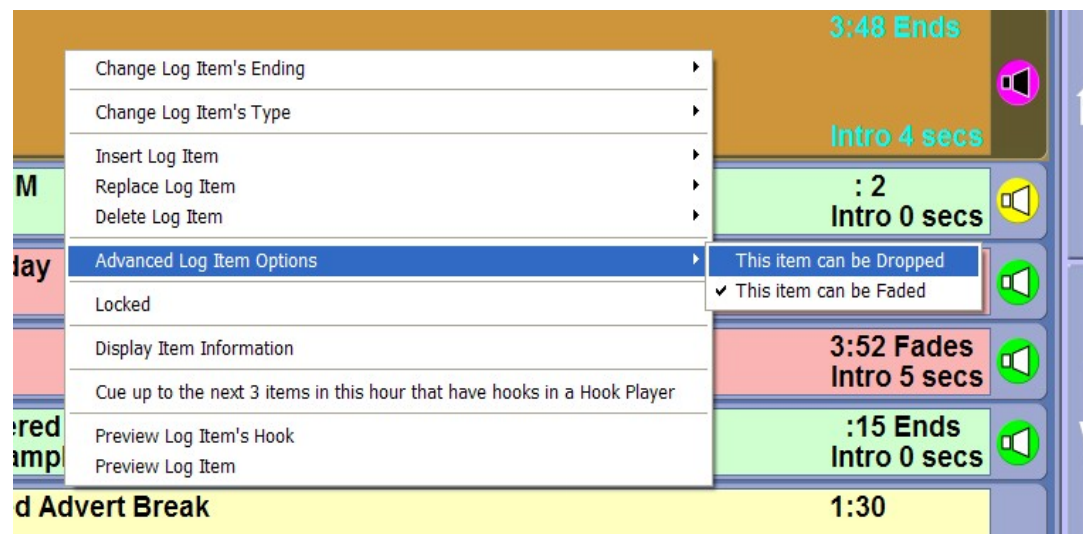 3:48 Ends
Change Log Item's Ending
Change Log Item's Type
Intro 4 secs
Insert Log Item
M
Replace Log Item
: 2
Delete Log Item
Intro 0 secs
day
Advanced Log Item Options
This item can be Dropped
Locked
This item can be Faded
Display Item Information
3:52 Fades
Intro 5 secs
Cue up to the next 3 items in this hour that have hooks in a Hook Player
ered
Preview Log Item's Hook
:15 Ends
ampl
Preview Log Item
Intro 0 secs
d Advert Break
1:30